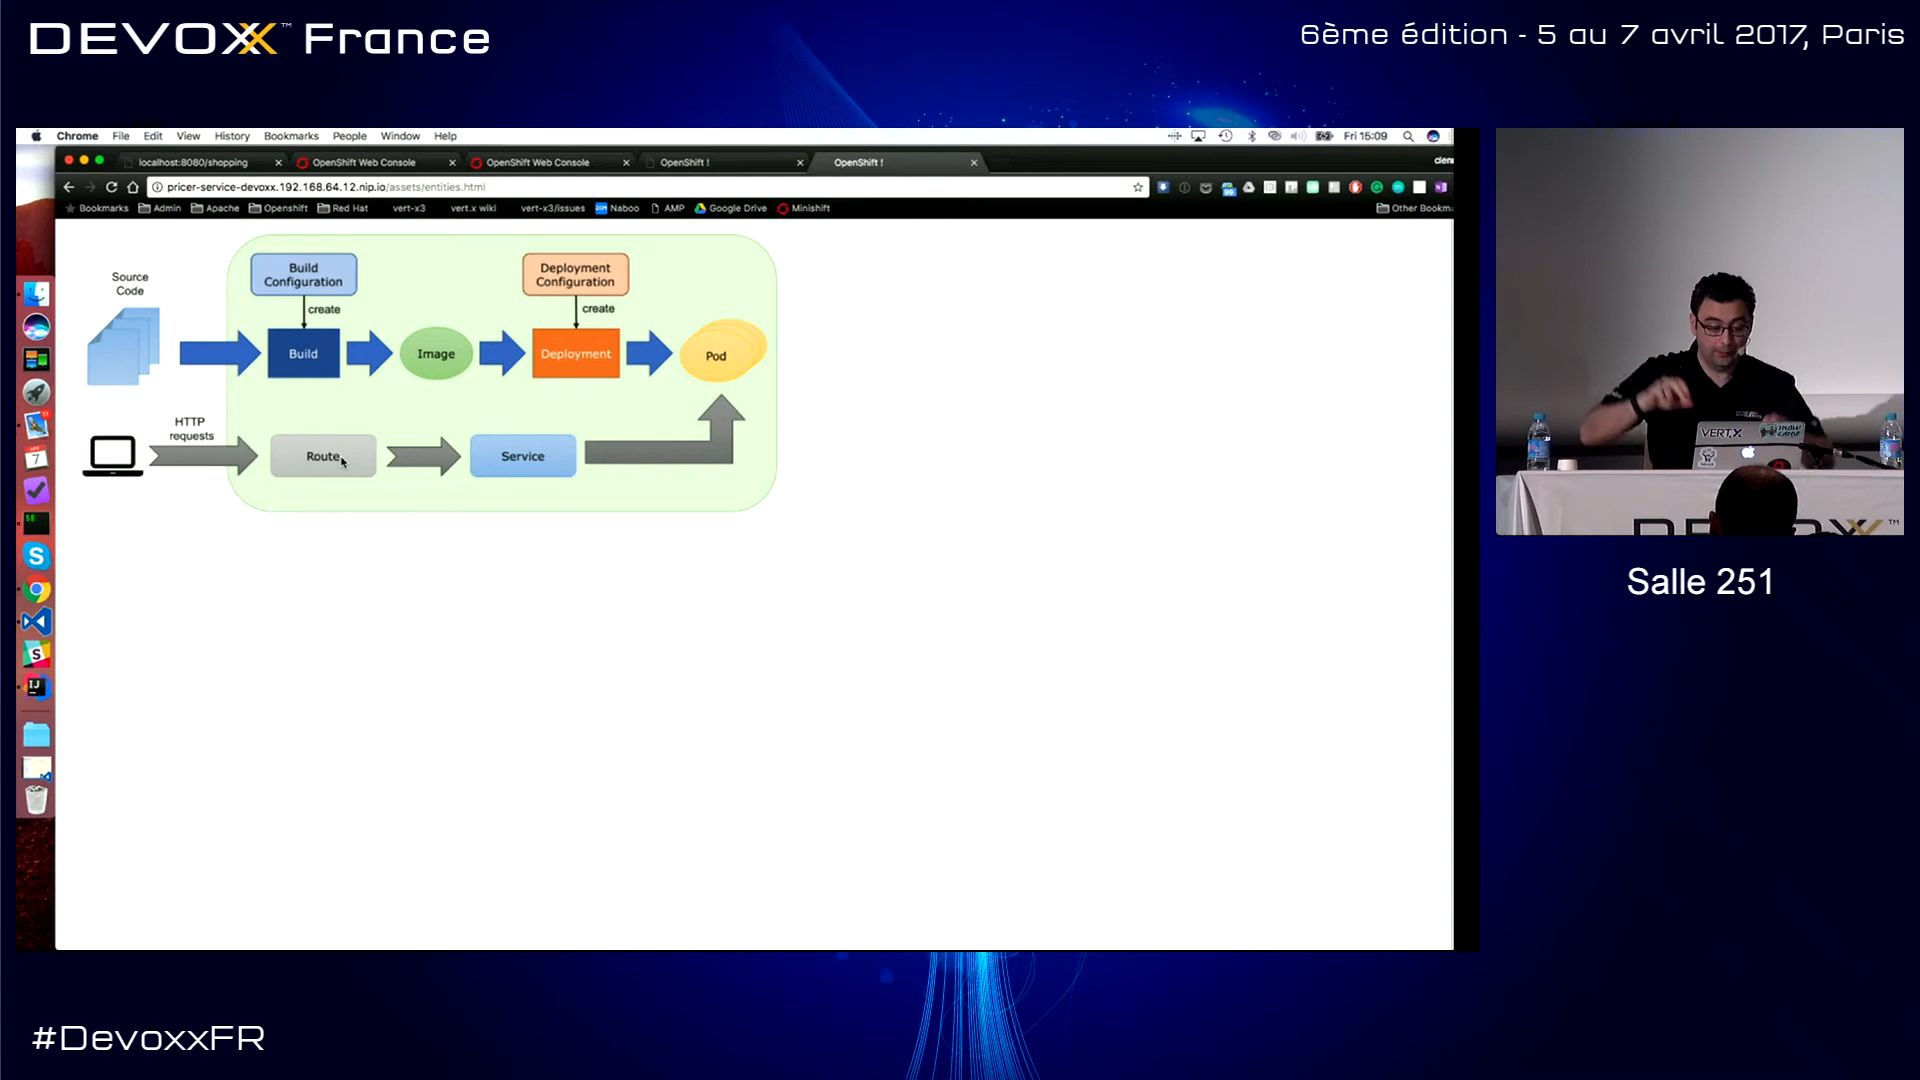 DEVOXX™ France
6ème édition - 5 au 7 avril 2017, Paris
Chrome File Edit View History Bookmarks People Window Help
Fri 15:09
localhost:8080/shopping
OpenShift Web Console
OpenShift Web Console
OpenShift !
OpenShift !
pricer-service-devoxx.192.168.64.12.nip.io/assets/entities.html
Bookmarks Admin Apache Openshift Red Hat vert-x3 vert.x wiki vert-x3/issues Naboo AMP Google Drive Minishift
Other Bookm
Source
Code
Build
Configuration
create
Deployment
Configuration
create
Build
Image
Deployment
Pod
HTTP
requests
Route
Service
VERT.X
DEVOXX™
Salle 251
#DevoxxFR